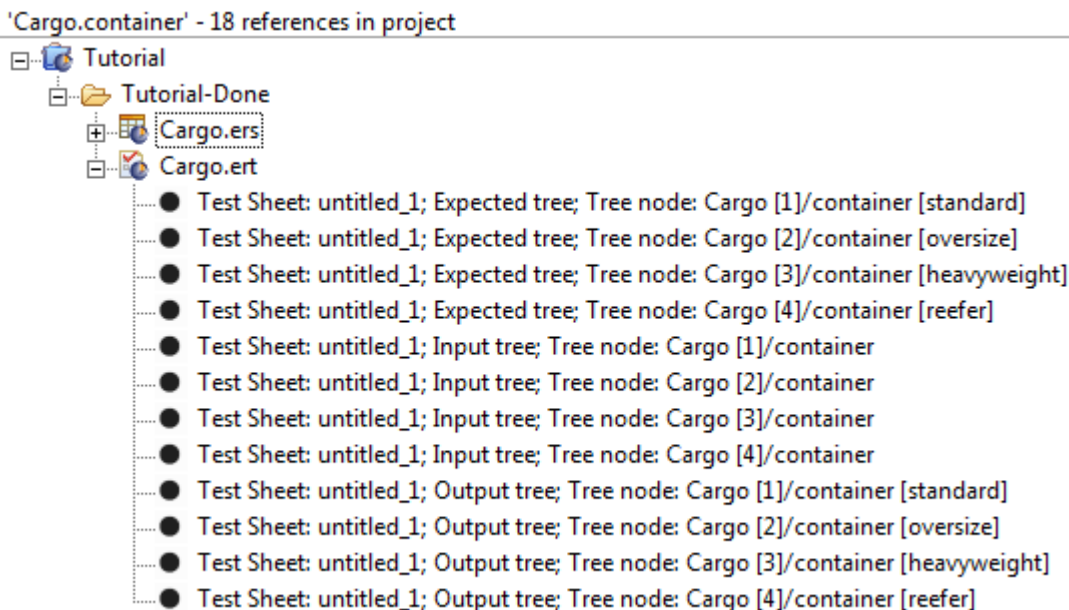 'Cargo.container' - 18 references in project
Tutorial
Tutorial-Done
Cargo.ers
Cargo.ert
Test Sheet: untitled_1; Expected tree; Tree node: Cargo [1]/container [standard]
Test Sheet: untitled_1; Expected tree; Tree node: Cargo [2]/container [oversize]
Test Sheet: untitled_1; Expected tree; Tree node: Cargo [3]/container [heavyweight]
Test Sheet: untitled_1; Expected tree; Tree node: Cargo [4]/container [reefer]
Test Sheet: untitled_1; Input tree; Tree node: Cargo [1]/container
Test Sheet: untitled_1; Input tree; Tree node: Cargo [2]/container
Test Sheet: untitled_1; Input tree; Tree node: Cargo [3]/container
Test Sheet: untitled_1; Input tree; Tree node: Cargo [4]/container
Test Sheet: untitled_1; Output tree; Tree node: Cargo [1]/container [standard]
Test Sheet: untitled_1; Output tree; Tree node: Cargo [2]/container [oversize]
Test Sheet: untitled_1; Output tree; Tree node: Cargo [3]/container [heavyweight]
Test Sheet: untitled_1; Output tree; Tree node: Cargo [4]/container [reefer]